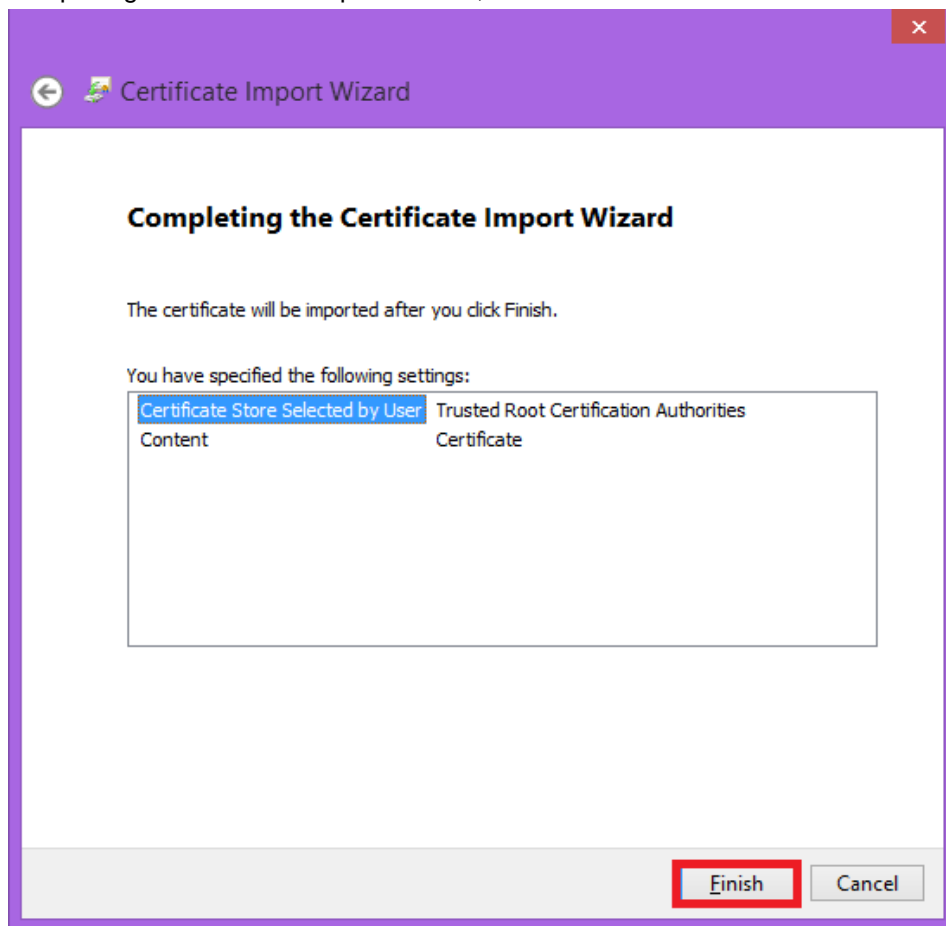 Certificate Import Wizard
Completing the Certificate Import Wizard
The certificate will be imported after you click Finish.
You have specified the following settings:
Certificate Store Selected by User Trusted Root Certification Authorities
Content Certificate
Finish Cancel